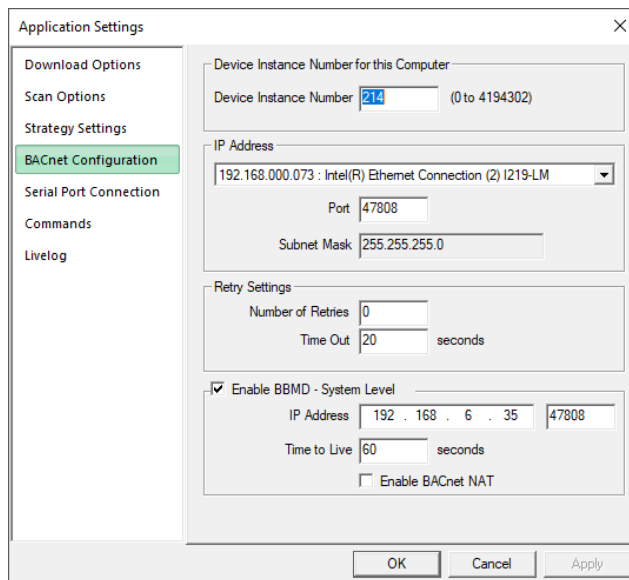 Application Settings
Download Options
Scan Options
Strategy Settings
BACnet Configuration
Serial Port Connection
Commands
Livelog
Device Instance Number for this Computer
Device Instance Number 214 (0 to 4194302)
IP Address
192.168.000.073 : Intel(R) Ethernet Connection (2) I219-LM
Port 47808
Subnet Mask 255.255.255.0
Retry Settings
Number of Retries 0
Time Out 20 seconds
Enable BBMD - System Level
IP Address 192 . 168 . 6 . 35 47808
Time to Live 60 seconds
Enable BACnet NAT
OK Cancel Apply